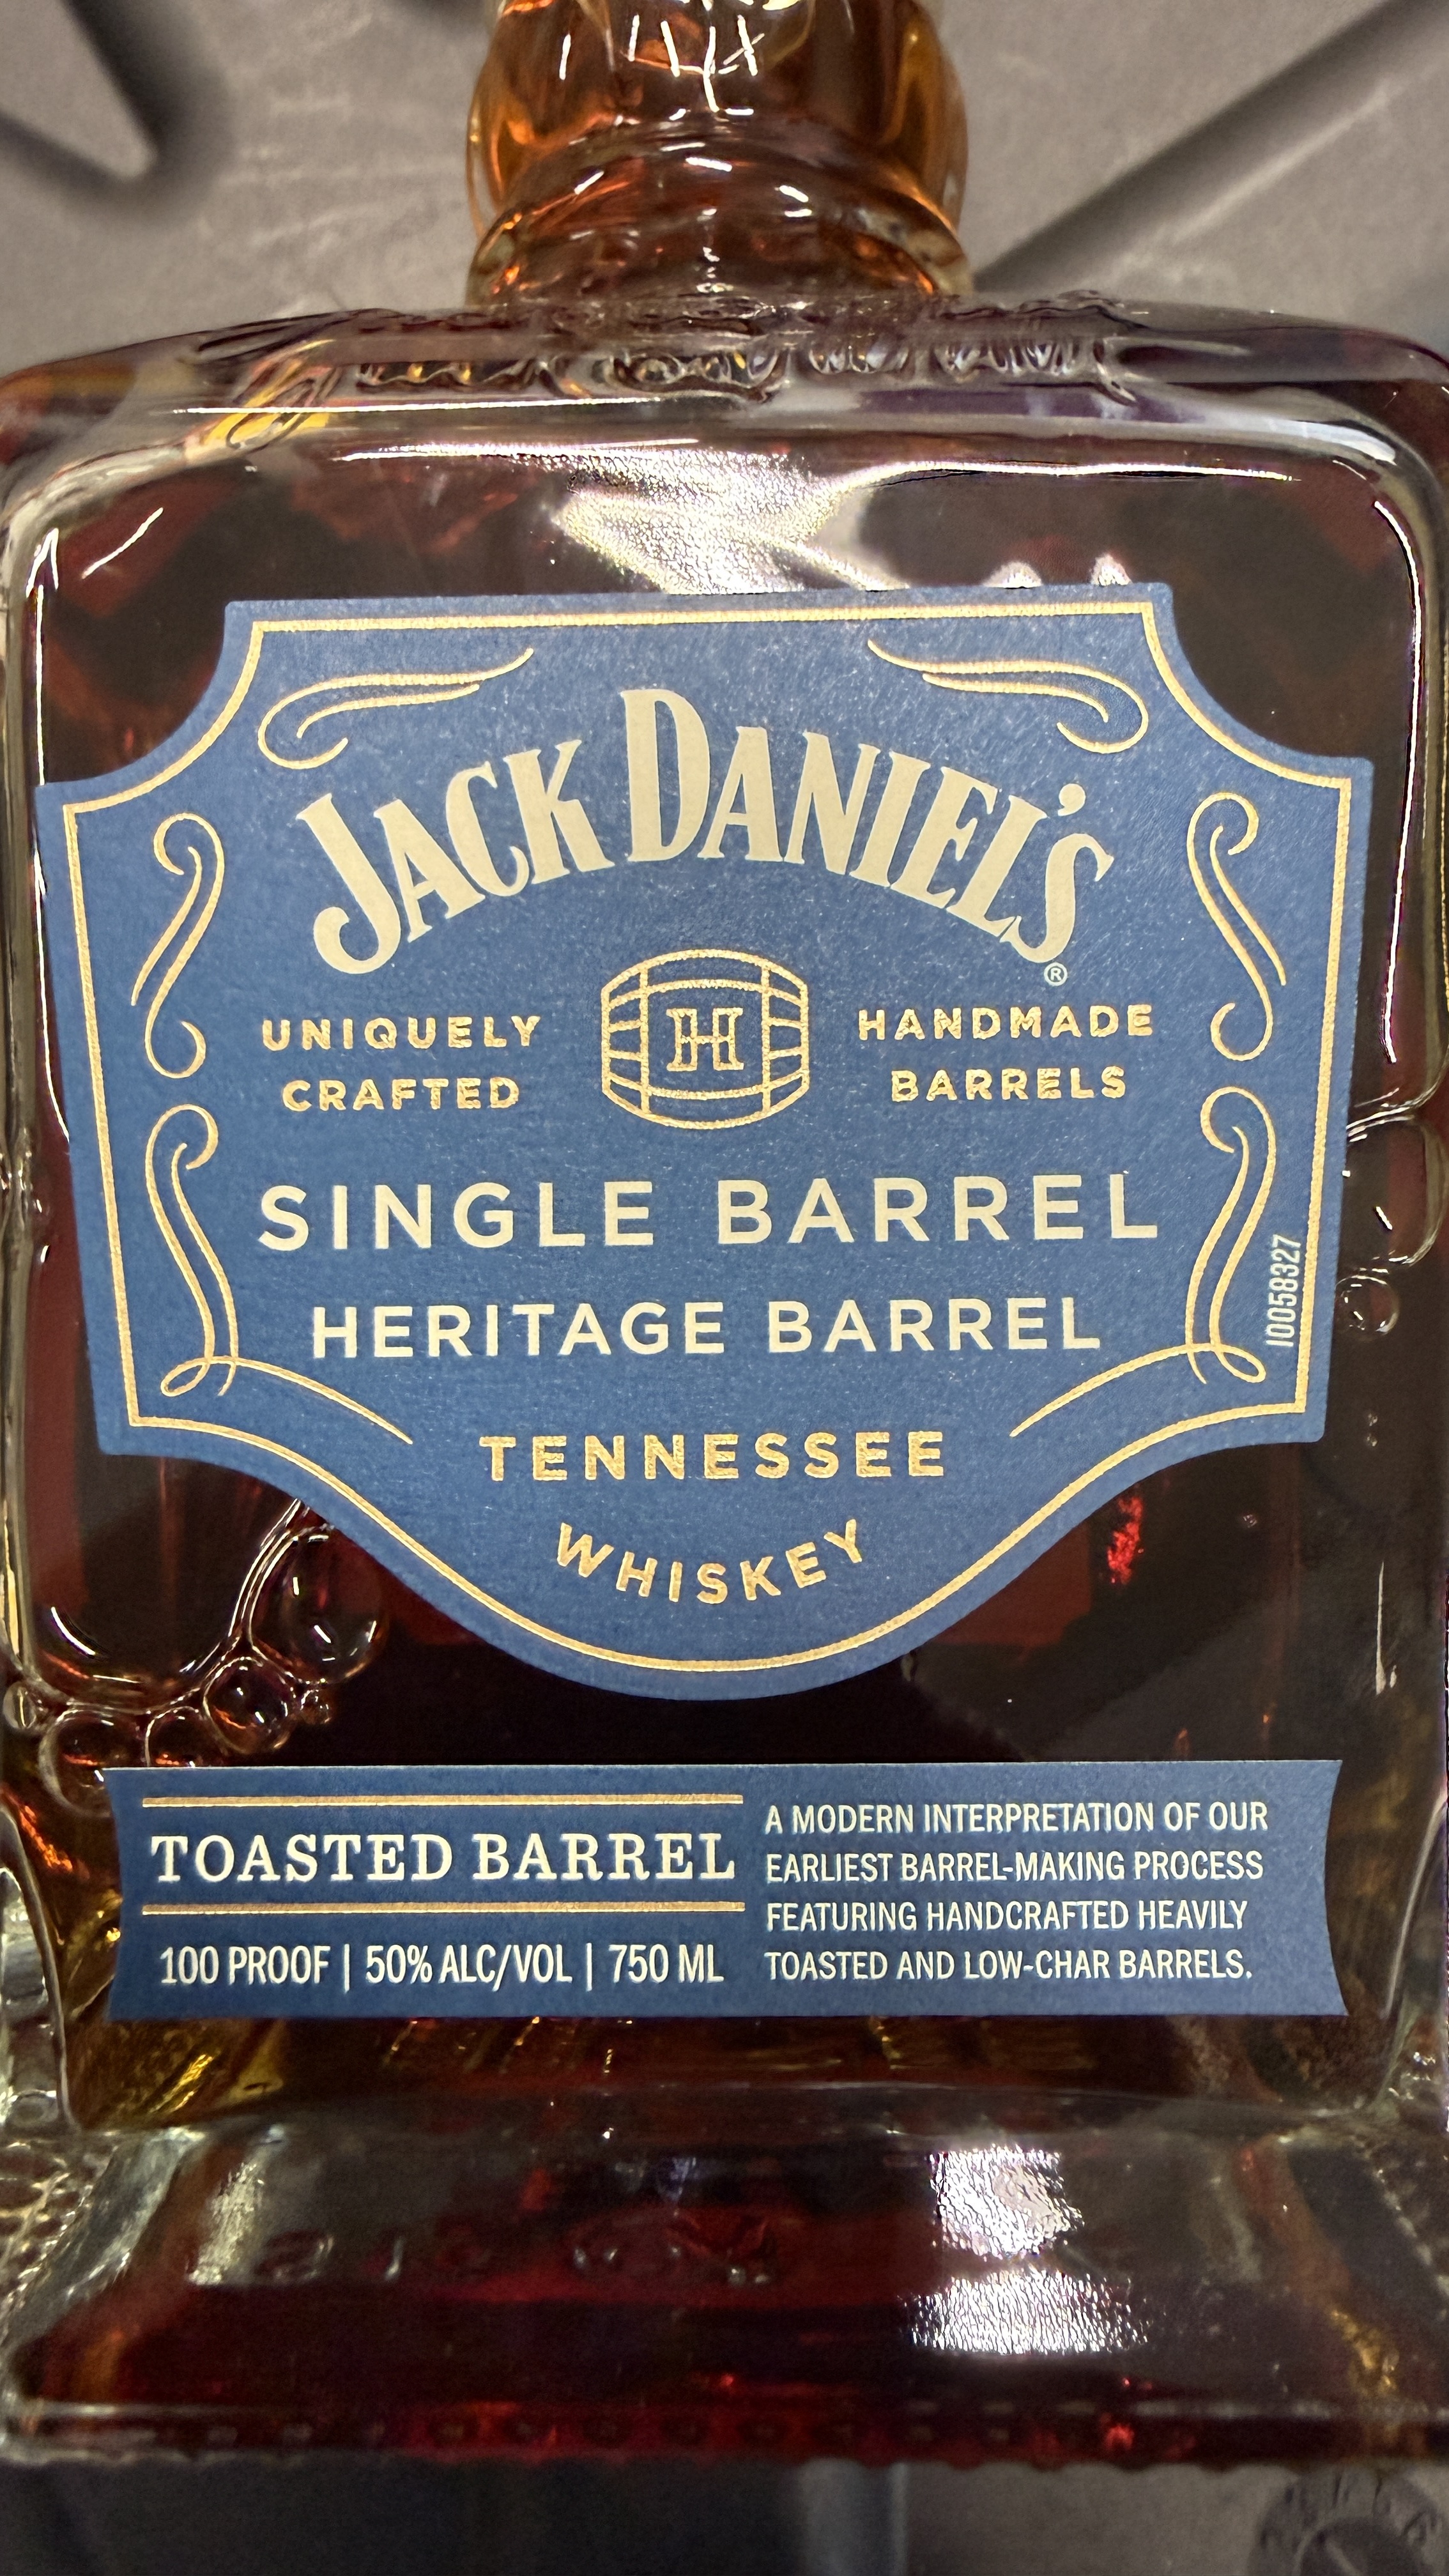 JACK DANIEL'S®
UNIQUELY
CRAFTED
H
HANDMADE
BARRELS
SINGLE BARREL
HERITAGE BARREL
10058327
TENNESSEE
WHISKEY
TOASTED BARREL
100 PROOF | 50% ALC/VOL | 750 ML
A MODERN INTERPRETATION OF OUR
EARLIEST BARREL-MAKING PROCESS
FEATURING HANDCRAFTED HEAVILY
TOASTED AND LOW-CHAR BARRELS.